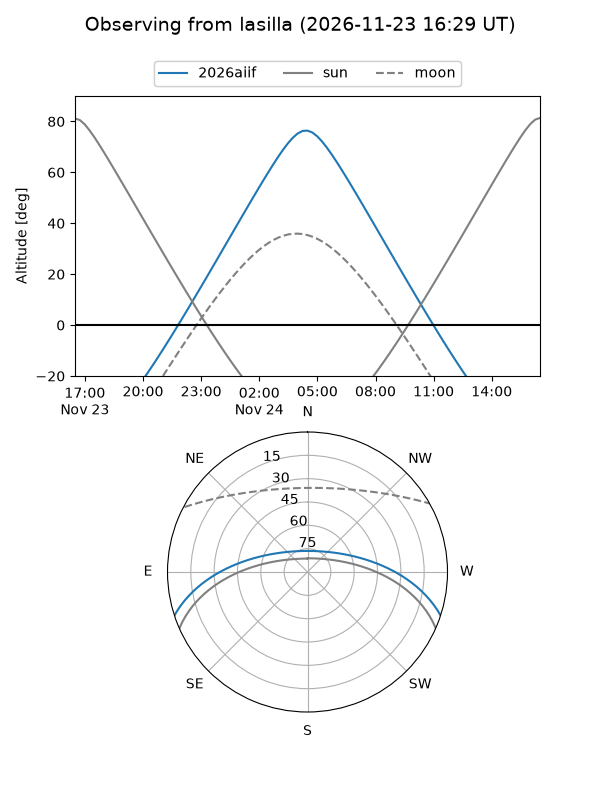 Observing from lasilla (2026-11-23 16:29 UT)
2026aiif sun moon
Altitude [deg]
80
60
40
20
0
−20
17:00 20:00 23:00 02:00 05:00 08:00 11:00 14:00
Nov 23 Nov 24
N
NE NW
15
30
45
60
75
E W
SE SW
S